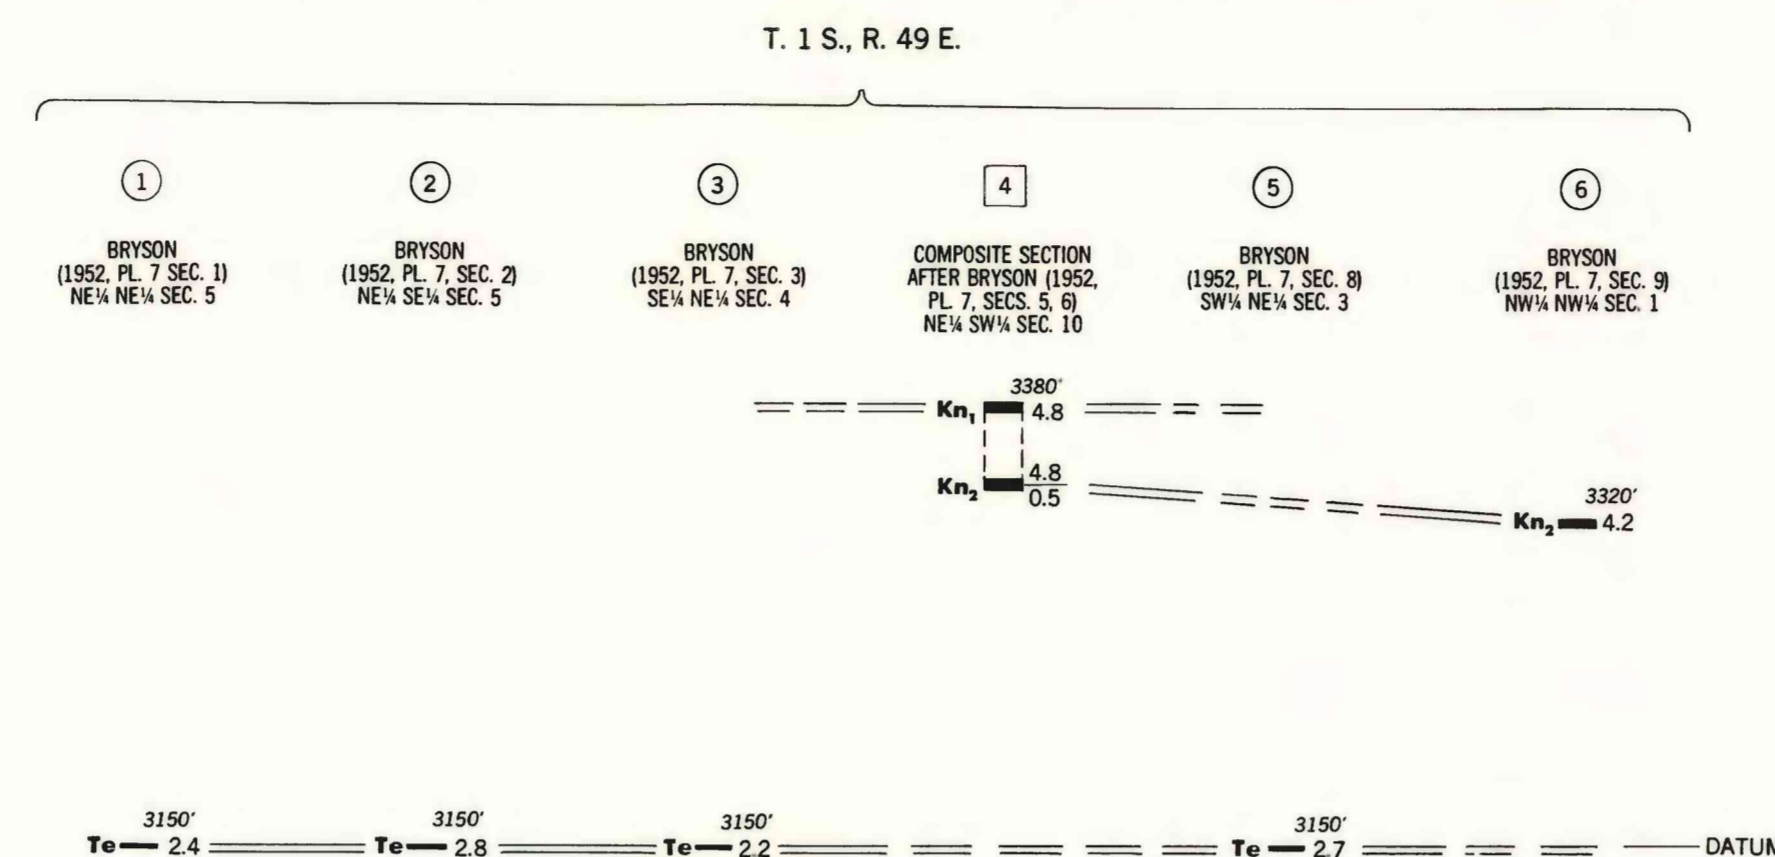 T. 1 S., R. 49 E.
1
2
3
4
5
6
BRYSON
(1952, PL. 7 SEC. 1)
NE¼ NE¼ SEC. 5
BRYSON
(1952, PL. 7, SEC. 2)
NE¼ SE¼ SEC. 5
BRYSON
(1952, PL. 7, SEC. 3)
SE¼ NE¼ SEC. 4
COMPOSITE SECTION
AFTER BRYSON (1952,
PL. 7, SECS. 5, 6)
NE¼ SW¼ SEC. 10
BRYSON
(1952, PL. 7, SEC. 8)
SW¼ NE¼ SEC. 3
BRYSON
(1952, PL. 7, SEC. 9)
NW¼ NW¼ SEC. 1
3380'
Kn₁ 4.8
Kn₂ 4.8
0.5
3320'
Kn₂ 4.2
3150'
Te 2.4
3150'
Te 2.8
3150'
Te 2.2
3150'
Te 2.7
DATUM